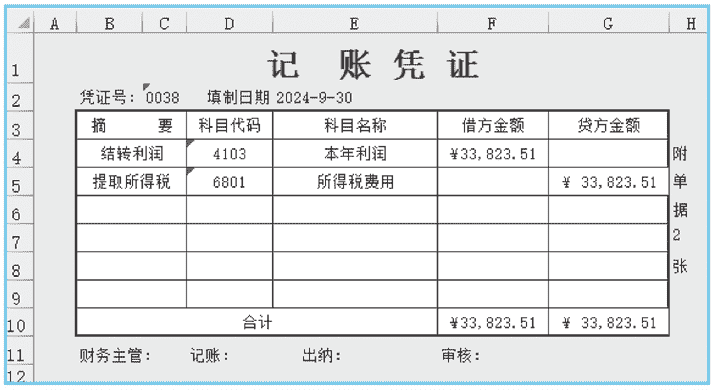 A B C D E F G H
1 记 账 凭 证
2 凭证号: 0038 填制日期 2024-9-30
3 摘 要 科目代码 科目名称 借方金额 贷方金额
4 结转利润 4103 本年利润 ¥33,823.51 附
5 提取所得税 6801 所得税费用 ¥ 33,823.51 单
6 据
7 2
8 张
9
10 合计 ¥33,823.51 ¥ 33,823.51
11 财务主管: 记账: 出纳: 审核:
12